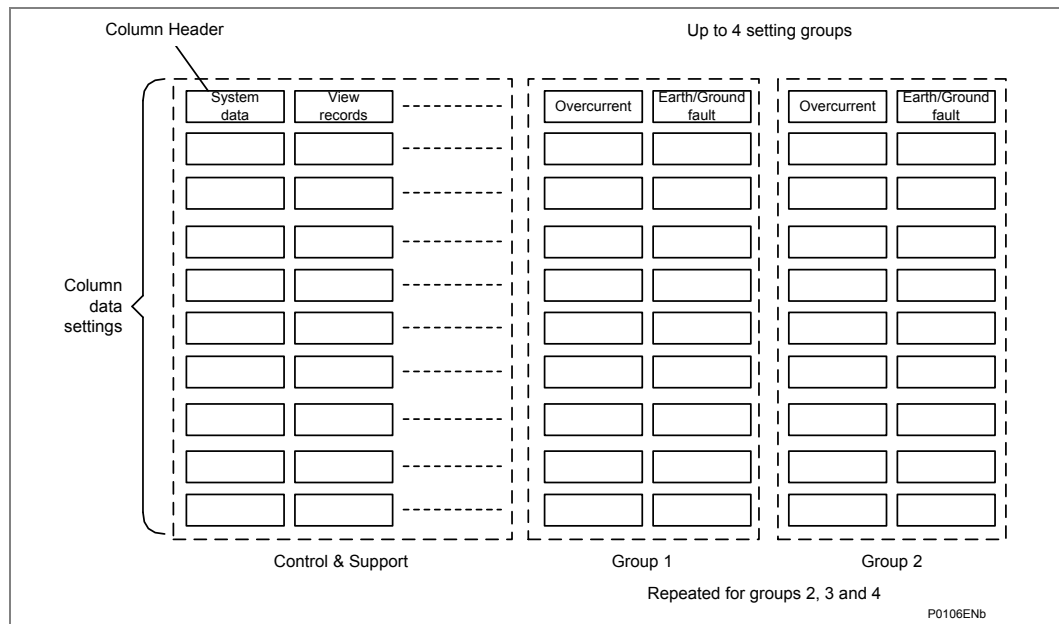 Column Header
Up to 4 setting groups
System
data
View
records
Overcurrent
Earth/Ground
fault
Overcurrent
Earth/Ground
fault
Column
data
settings
Control & Support
Group 1
Group 2
Repeated for groups 2, 3 and 4
P0106ENb